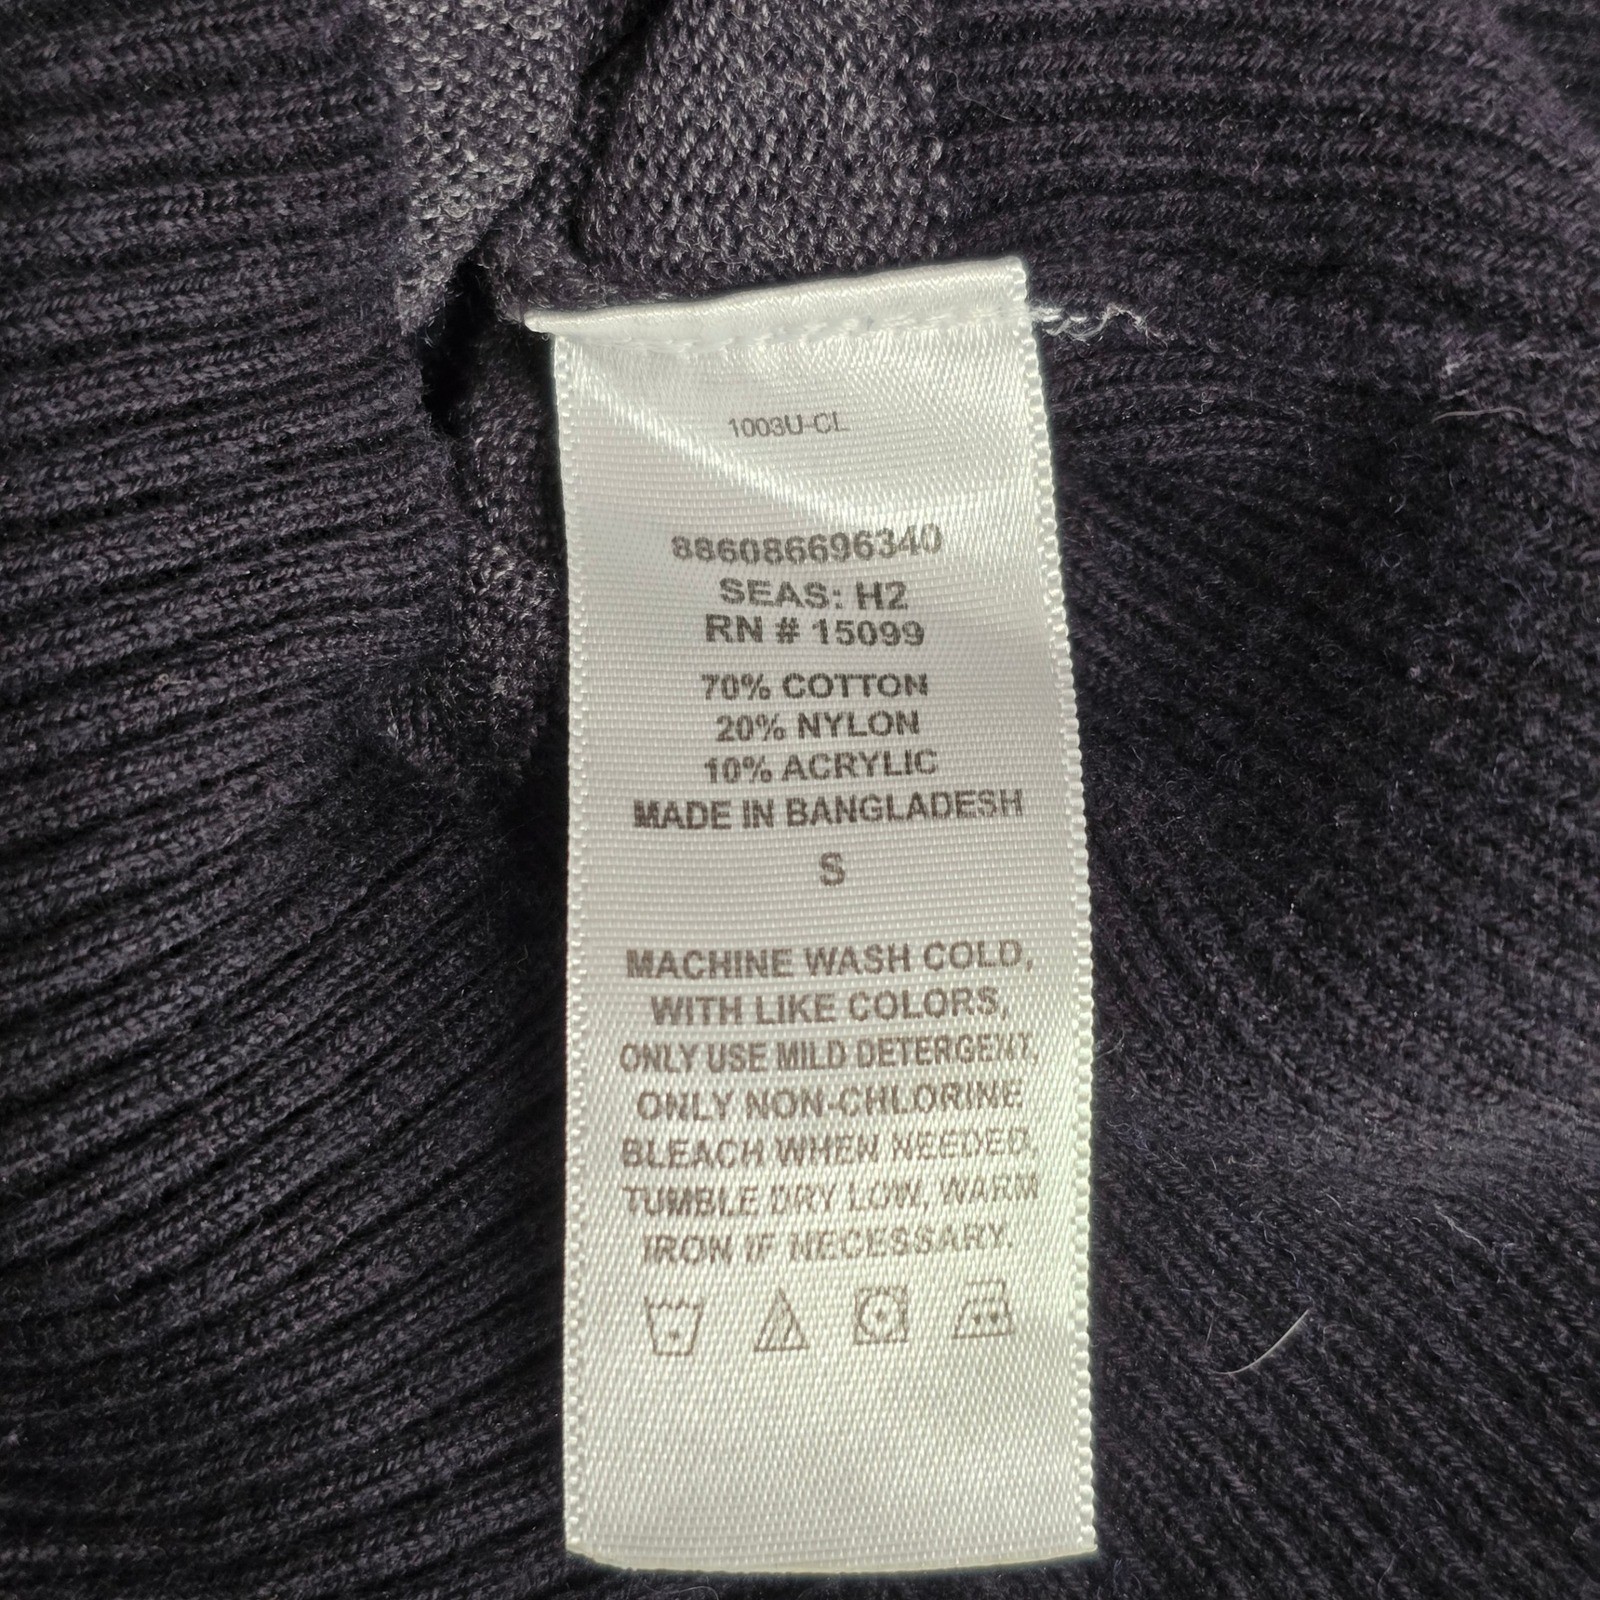 1003U-CL
886086696340
SEAS: H2
RN # 15099
70% COTTON
20% NYLON
10% ACRYLIC
MADE IN BANGLADESH
S
MACHINE WASH COLD,
WITH LIKE COLORS,
ONLY USE MILD DETERGENT,
ONLY NON-CHLORINE
BLEACH WHEN NEEDED,
TUMBLE DRY LOW, WARM
IRON IF NECESSARY.